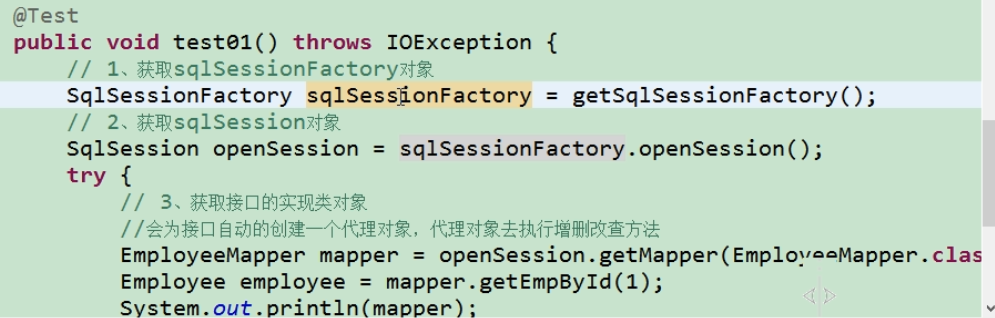 @Test
public void test01() throws IOException {
// 1、获取sqlSessionFactory对象
SqlSessionFactory sqlSessionFactory = getSqlSessionFactory();
// 2、获取sqlSession对象
SqlSession openSession = sqlSessionFactory.openSession();
try {
// 3、获取接口的实现类对象
//会为接口自动的创建一个代理对象，代理对象去执行增删改查方法
EmployeeMapper mapper = openSession.getMapper(EmployeeMapper.clas
Employee employee = mapper.getEmpById(1);
System.out.println(mapper);